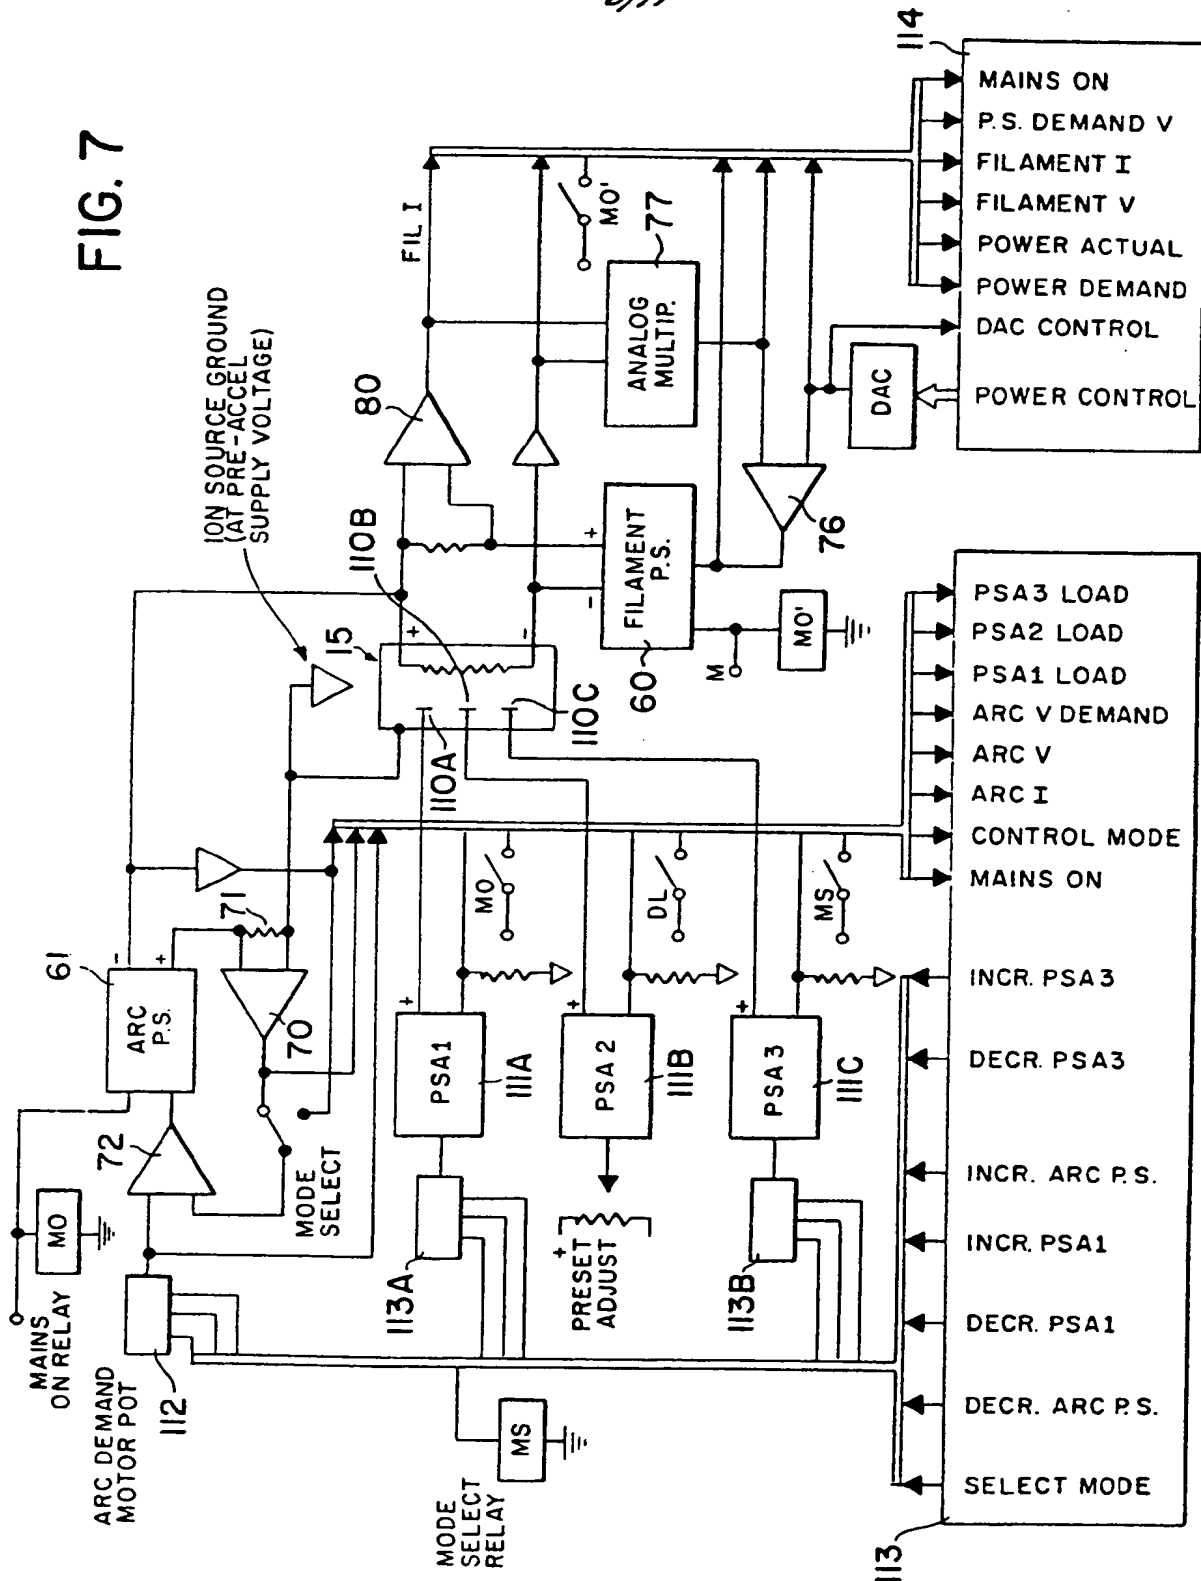 FIG. 7
MAINS
ON RELAY
MO
ARC DEMAND
MOTOR POT
112
72
61
ARC
P.S.
-
+
71
70
MODE
SELECT
ION SOURCE GROUND
(AT PRE-ACCEL
SUPPLY VOLTAGE)
15
+
-
110A
110B
110C
80
FIL I
MO'
ANALOG
MULTIP.
77
FILAMENT
P.S.
-
+
60
M
MO'
76
DAC
114
MAINS ON
P.S. DEMAND V
FILAMENT I
FILAMENT V
POWER ACTUAL
POWER DEMAND
DAC CONTROL
POWER CONTROL
PSA1
+
111A
113A
MO
PSA 2
+
111B
PRESET
ADJUST
+
DL
PSA 3
+
111C
113B
MS
MODE
SELECT
RELAY
MS
113
PSA3 LOAD
PSA2 LOAD
PSA1 LOAD
ARC V DEMAND
ARC V
ARC I
CONTROL MODE
MAINS ON
INCR. PSA3
DECR. PSA3
INCR. ARC P.S.
INCR. PSA1
DECR. PSA1
DECR. ARC P.S.
SELECT MODE